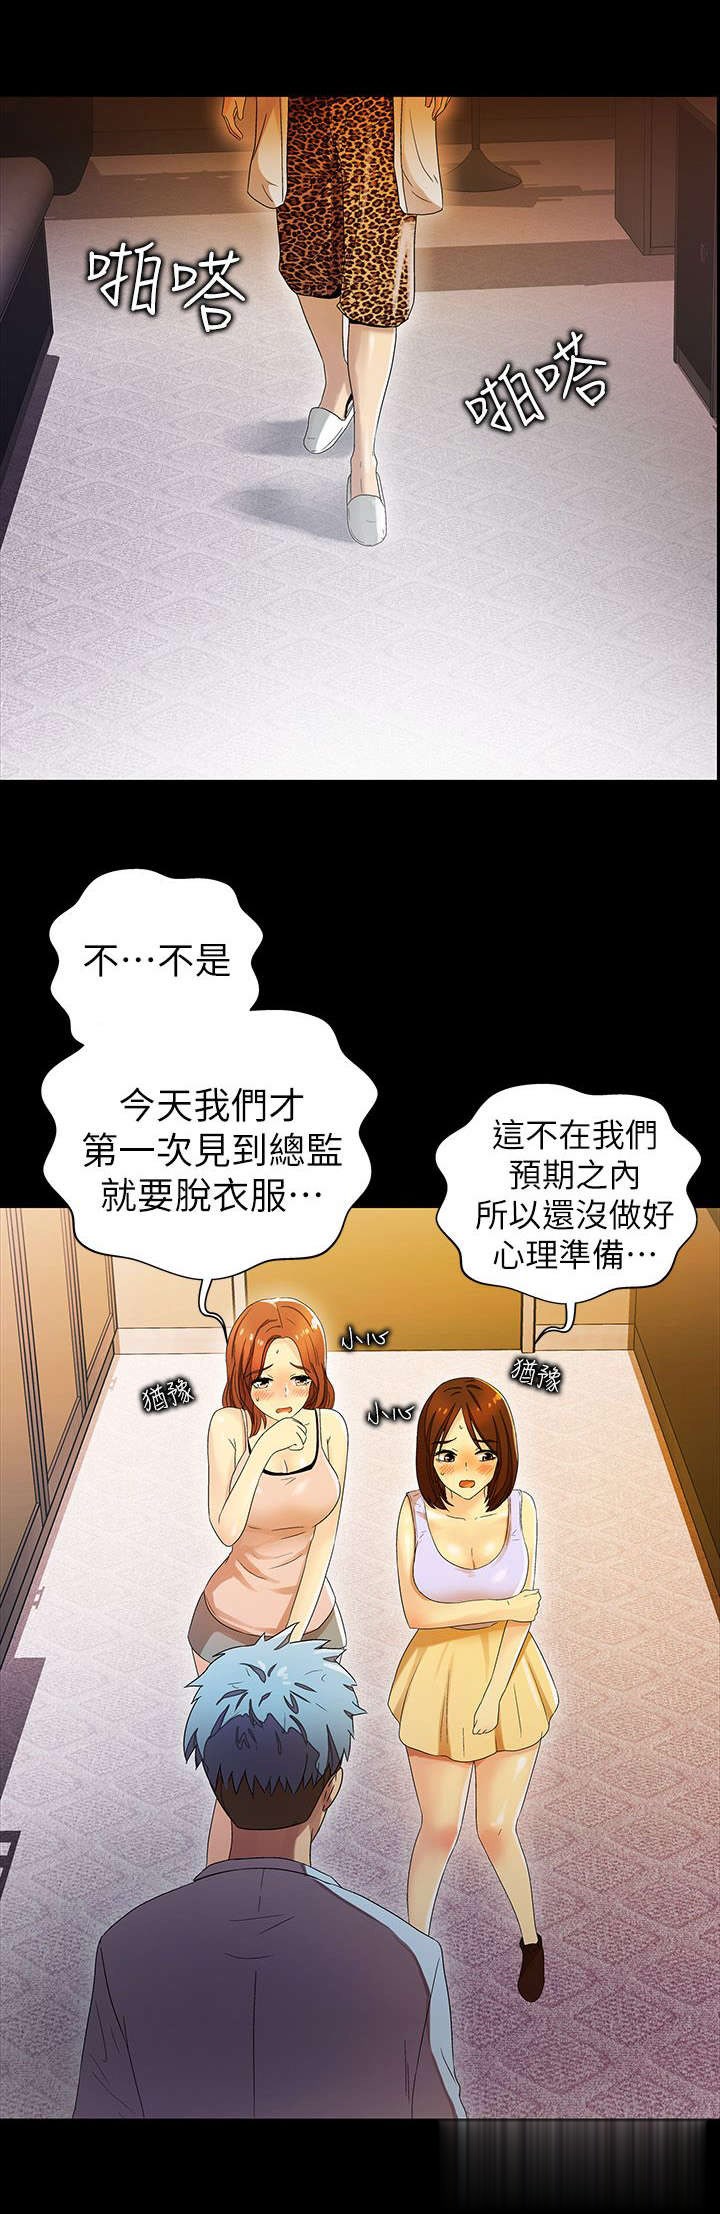 啪嗒
啪嗒
不⋯不是
今天我們才
第一次見到總監
就要脫衣服⋯
這不在我們
預期之內
所以還沒做好
心理準備⋯
小心
猶豫
猶豫
小心